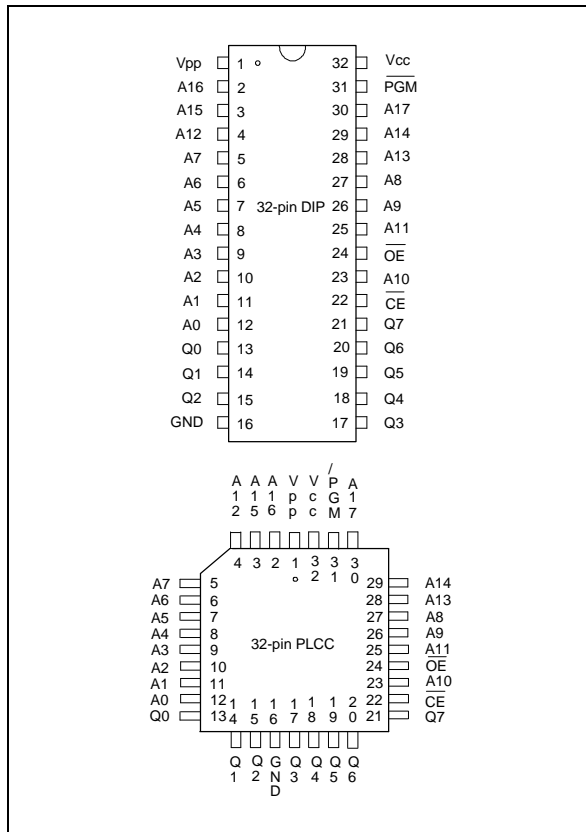 Vpp 1 32 Vcc
A16 2 31 PGM
A15 3 30 A17
A12 4 29 A14
A7 5 28 A13
A6 6 27 A8
A5 7 32-pin DIP 26 A9
A4 8 25 A11
A3 9 24 OE
A2 10 23 A10
A1 11 22 CE
A0 12 21 Q7
Q0 13 20 Q6
Q1 14 19 Q5
Q2 15 18 Q4
GND 16 17 Q3
A12 A15 A16 Vpp Vcc /PGM A17
4 3 2 1 32 31 30
A7 5 29 A14
A6 6 28 A13
A5 7 27 A8
A4 8 26 A9
A3 9 32-pin PLCC 25 A11
A2 10 24 OE
A1 11 23 A10
A0 12 22 CE
Q0 13 21 Q7
14 15 16 17 18 19 20
Q1 Q2 GND Q3 Q4 Q5 Q6